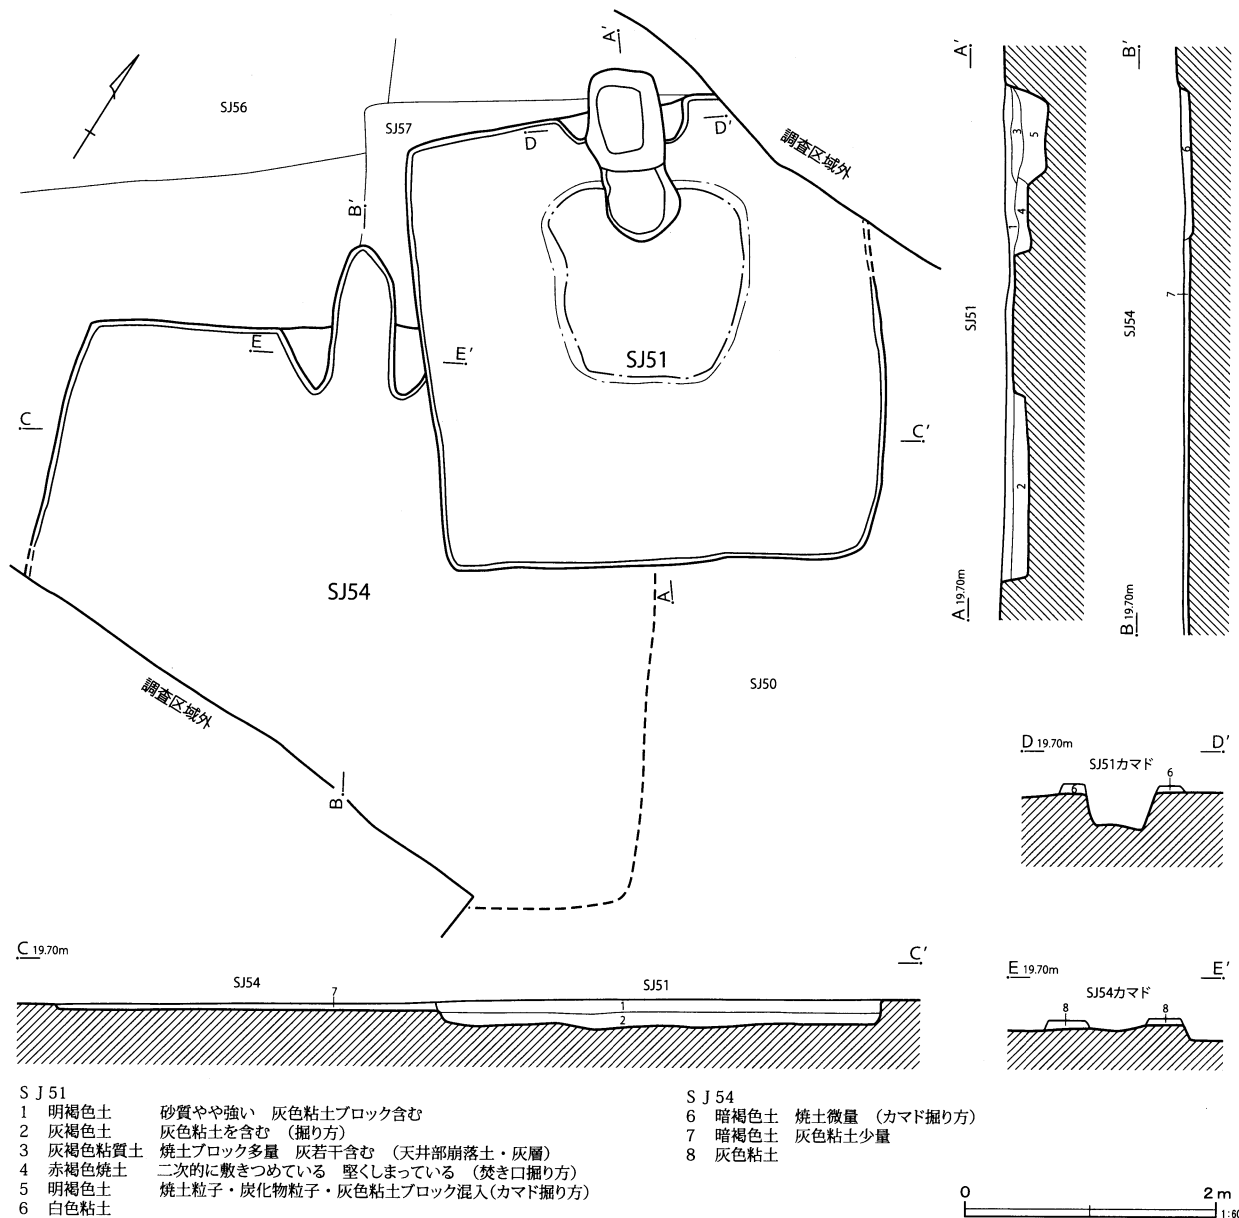 SJ56
SJ57
A'
D
D'
調査区域外
B'
E
E'
SJ51
C
C'
SJ54
A
調査区域外
SJ50
B
A'
3
5
4
1
SJ51
2
A 19.70m
B'
6
7
SJ54
B 19.70m
D 19.70m
D'
SJ51カマド
6
6
C 19.70m
C'
SJ54
SJ51
7
1
2
E 19.70m
E'
SJ54カマド
8
8
ＳＪ51
1 明褐色土 砂質やや強い 灰色粘土ブロック含む
2 灰褐色土 灰色粘土を含む (掘り方)
3 灰褐色粘質土 焼土ブロック多量 灰若干含む (天井部崩落土・灰層)
4 赤褐色焼土 二次的に敷きつめている 堅くしまっている (焚き口掘り方)
5 明褐色土 焼土粒子・炭化物粒子・灰色粘土ブロック混入(カマド掘り方)
6 白色粘土
ＳＪ54
6 暗褐色土 焼土微量 (カマド掘り方)
7 暗褐色土 灰色粘土少量
8 灰色粘土
0 2 m
1:60